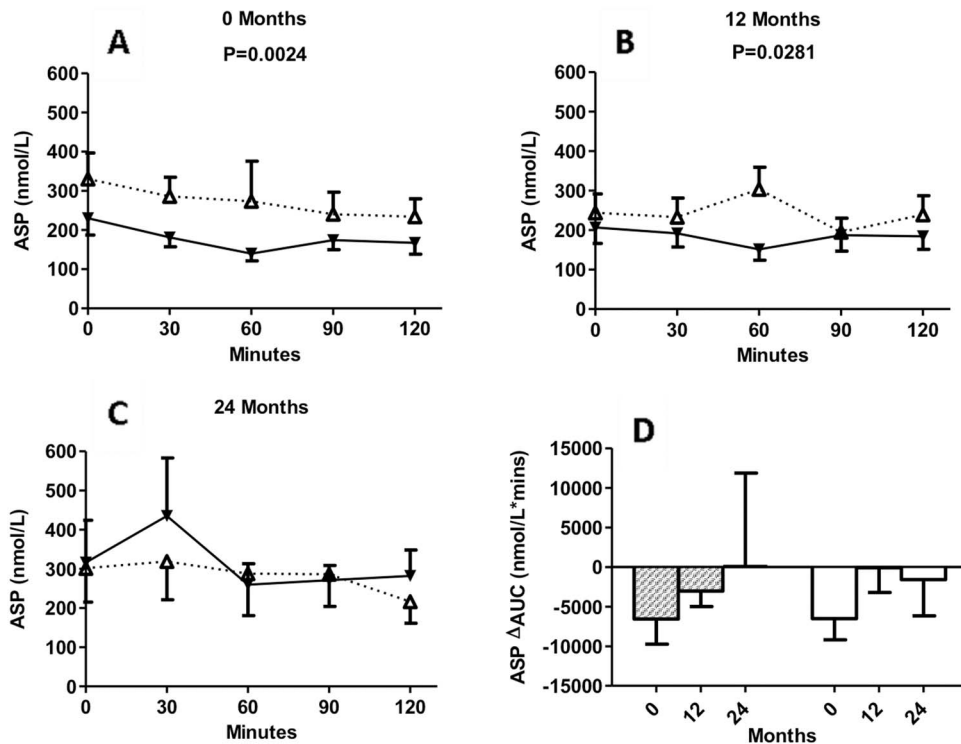 A
0 Months
P=0.0024
600
500
400
300
200
100
0
ASP (nmol/L)
0 30 60 90 120
Minutes
B
12 Months
P=0.0281
600
500
400
300
200
100
0
ASP (nmol/L)
0 30 60 90 120
Minutes
C
24 Months
600
500
400
300
200
100
0
ASP (nmol/L)
0 30 60 90 120
Minutes
D
15000
10000
5000
0
-5000
-10000
-15000
ASP ΔAUC (nmol/L*mins)
0 12 24 0 12 24
Months